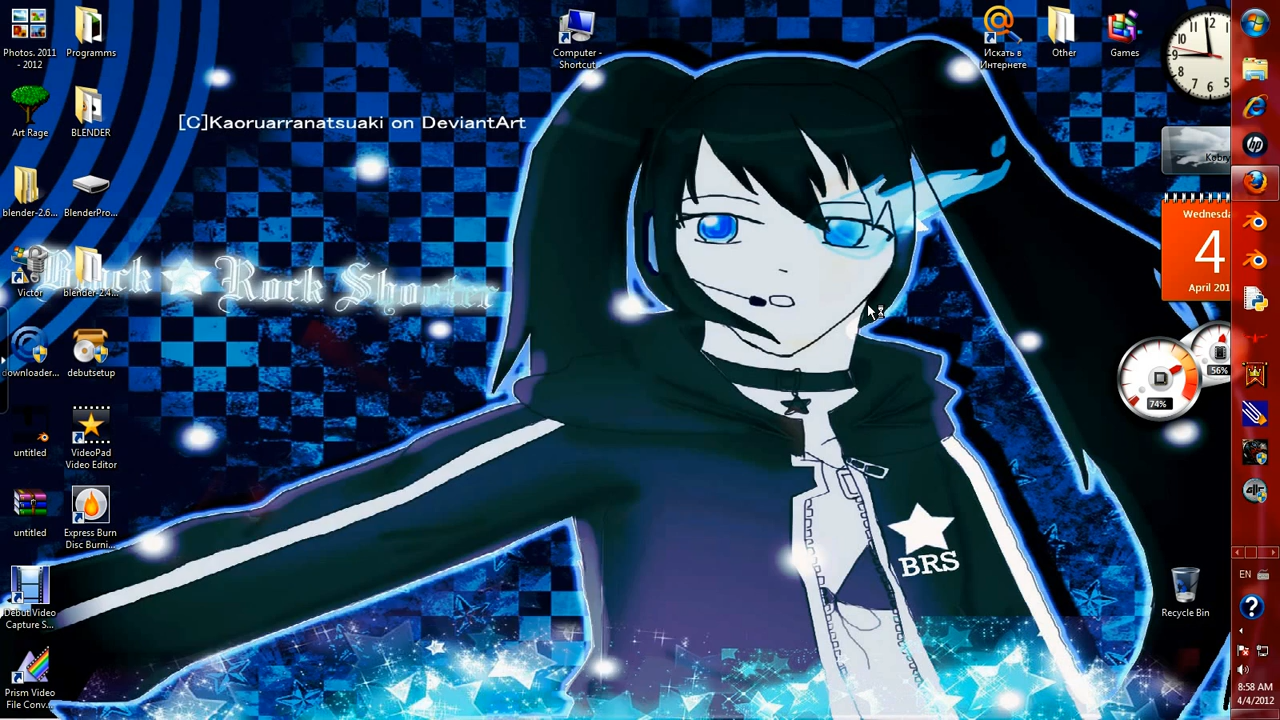 Photos. 2011
- 2012
Programms
Computer -
Shortcut
Искать в
Интернете
Other
Games
Art Rage
BLENDER
[C]Kaoruarranatsuaki on DeviantArt
blender-2.6...
BlenderPro...
Black Rock Shooter
Victor
blender-2.4...
Wednesda
4
April 201
downloader...
debutsetup
56%
74%
untitled
VideoPad
Video Editor
untitled
Express Burn
Disc Burni...
BRS
Debut Video
Capture S...
Recycle Bin
EN
Prism Video
File Conv...
8:58 AM
4/4/2012